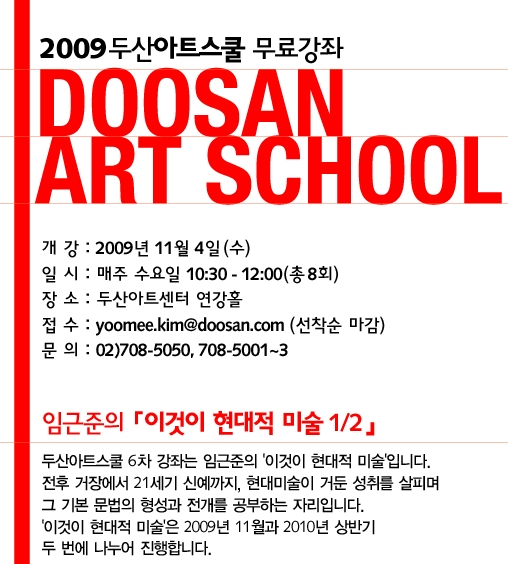 2009두산아트스쿨 무료강좌
DOOSAN
ART SCHOOL
개 강 : 2009년 11월 4일(수)
일 시 : 매주 수요일 10:30 - 12:00(총8회)
장 소 : 두산아트센터 연강홀
접 수 : yoomee.kim@doosan.com (선착순 마감)
문 의 : 02)708-5050, 708-5001~3
임근준의 「이것이 현대적 미술 1/2」
두산아트스쿨 6차 강좌는 임근준의 '이것이 현대적 미술'입니다.
전후 거장에서 21세기 신예까지, 현대미술이 거둔 성취를 살피며
그 기본 문법의 형성과 전개를 공부하는 자리입니다.
'이것이 현대적 미술'은 2009년 11월과 2010년 상반기
두 번에 나누어 진행합니다.